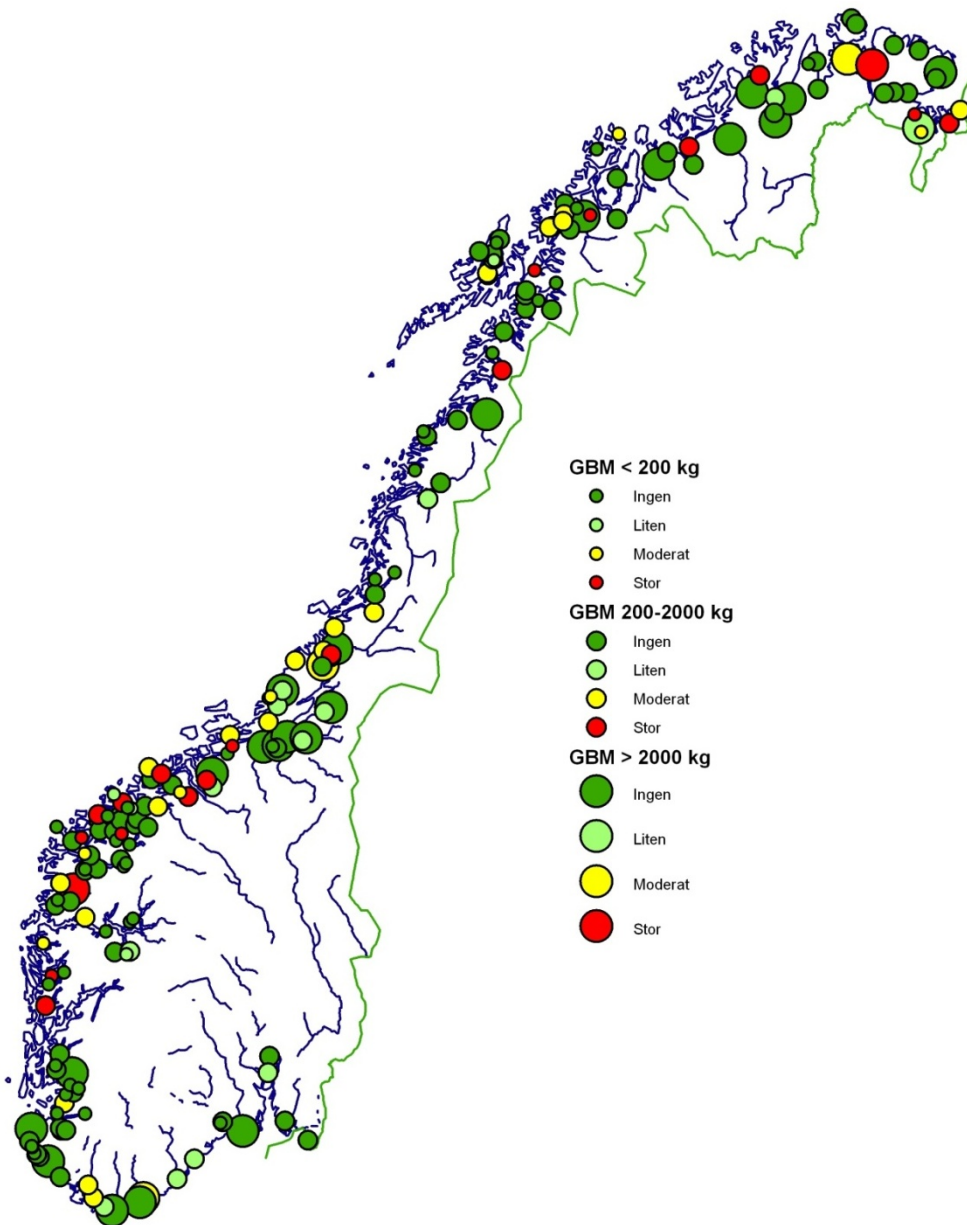 GBM < 200 kg
Ingen
Liten
Moderat
Stor
GBM 200-2000 kg
Ingen
Liten
Moderat
Stor
GBM > 2000 kg
Ingen
Liten
Moderat
Stor